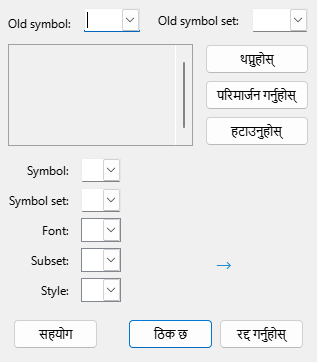 Old symbol: Old symbol set:
थप्नुहोस्
परिमार्जन गर्नुहोस्
हटाउनुहोस्
Symbol:
Symbol set:
Font:
Subset:
Style:
सहयोग ठिक छ रद्द गर्नुहोस्